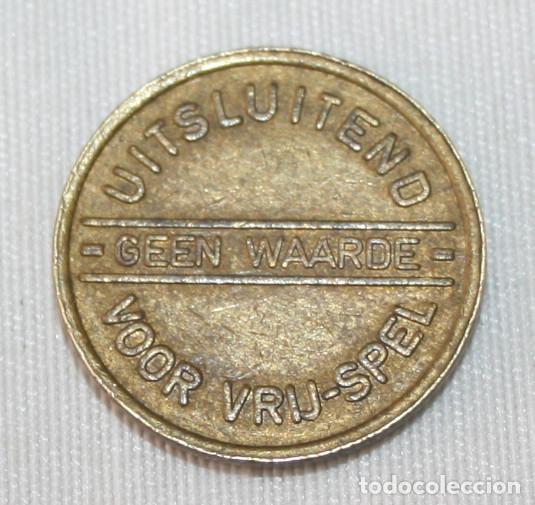 UITSLUITEND
- GEEN WAARDE -
VOOR VRIJ-SPEL
todocoleccion